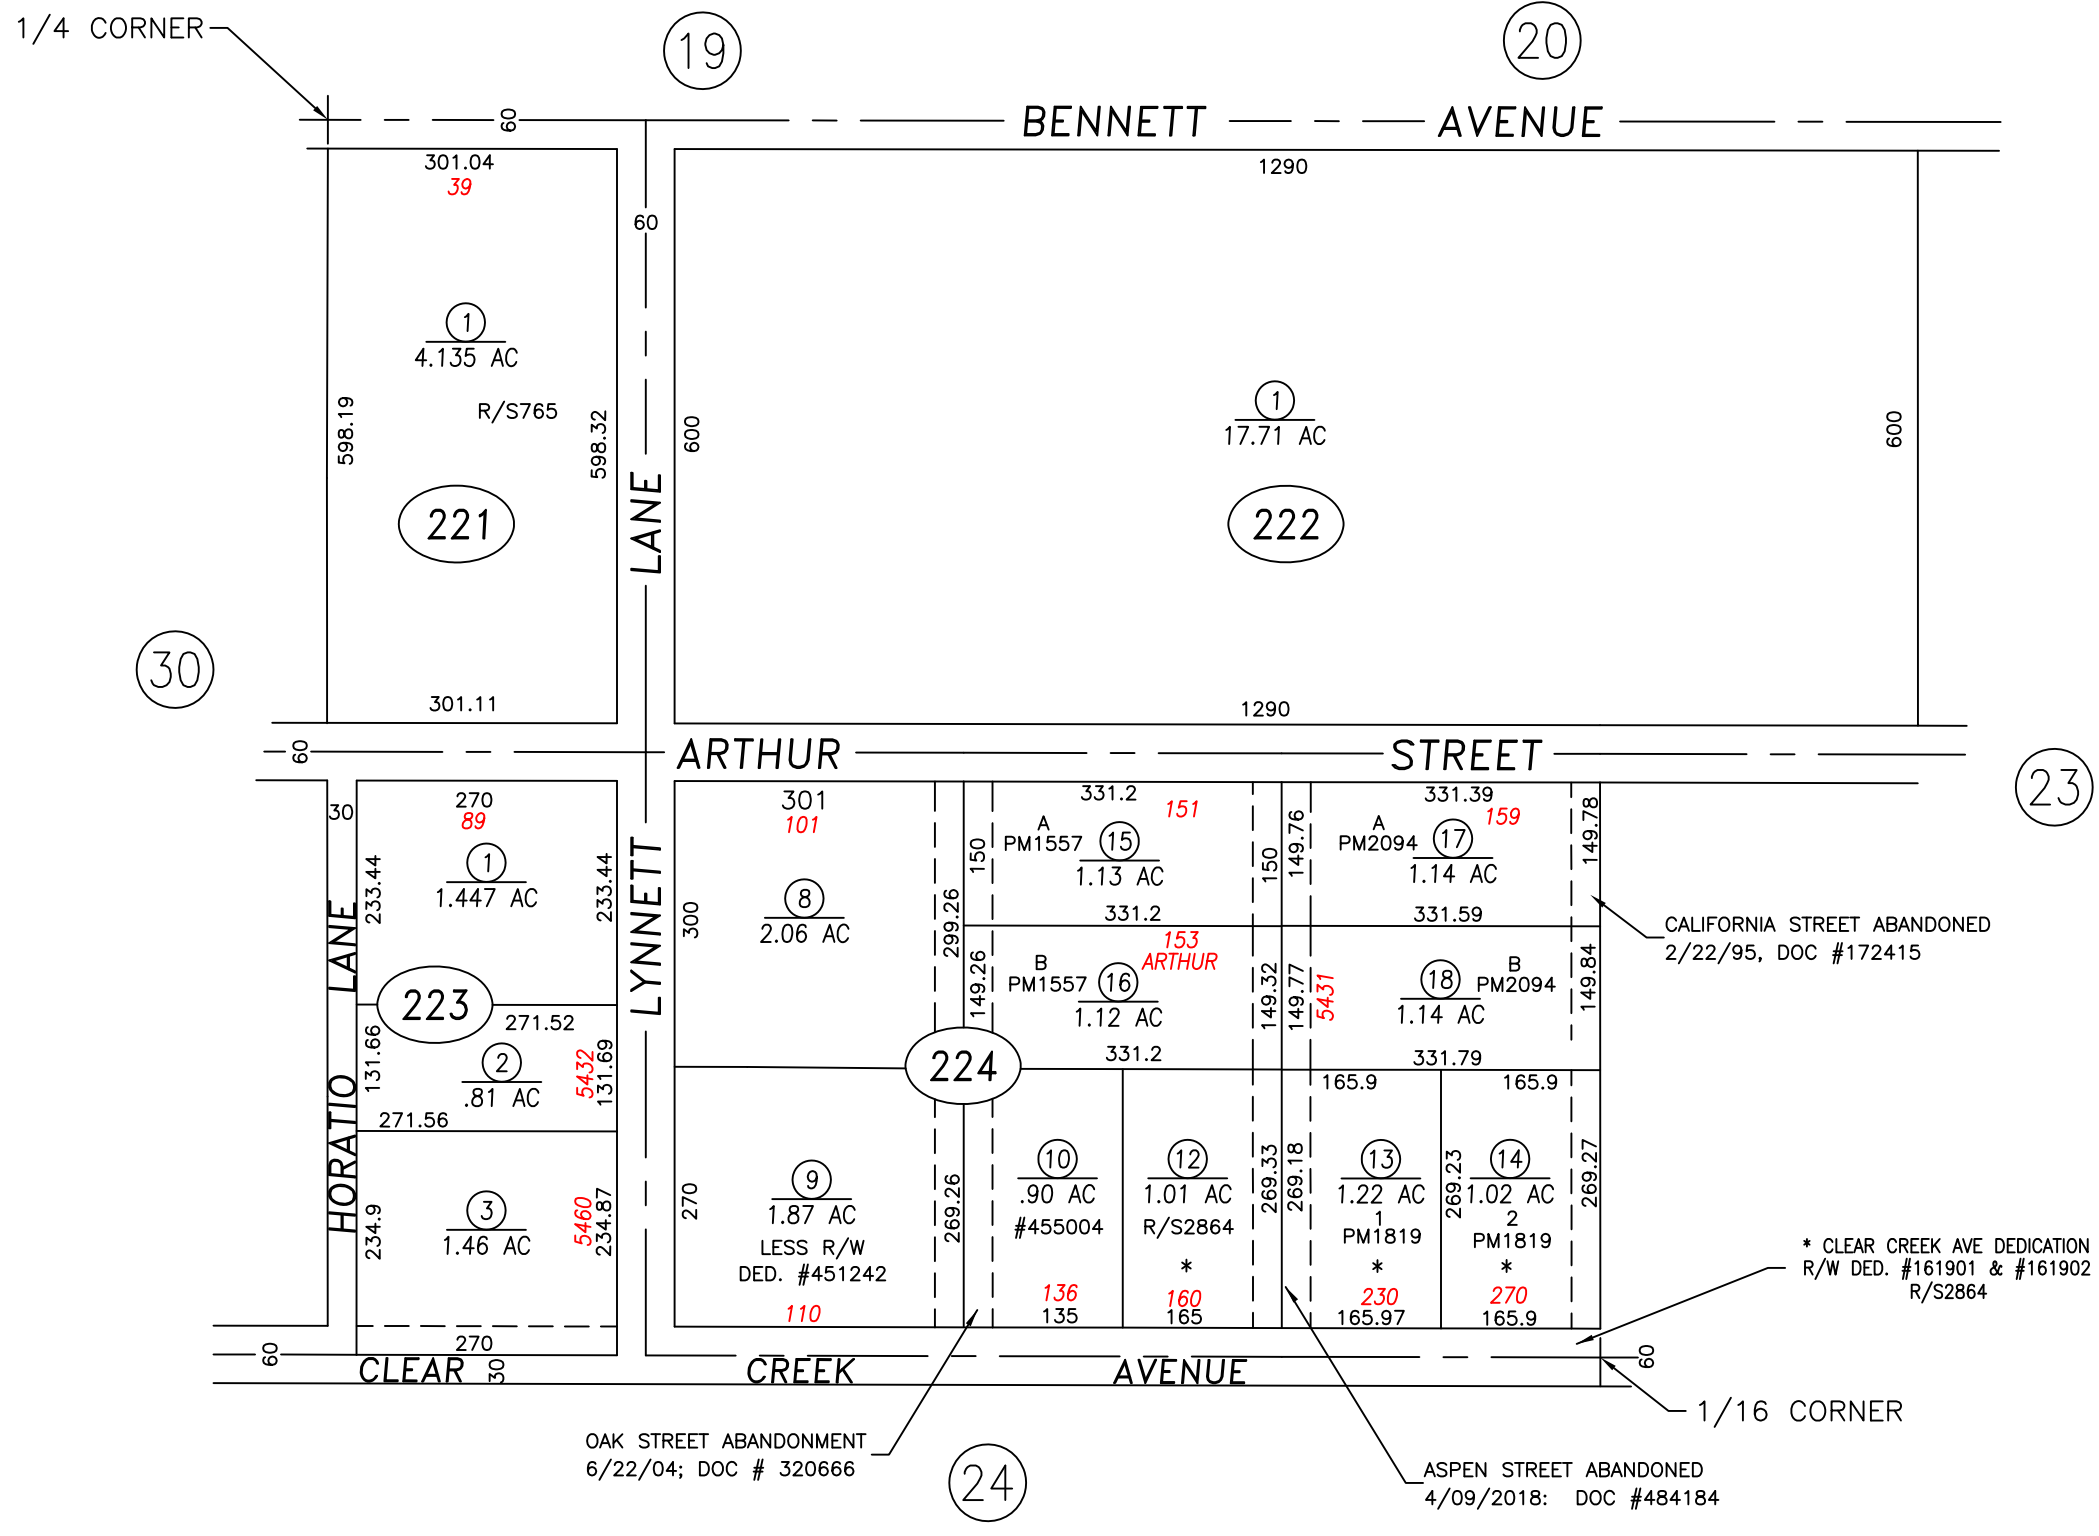 1/4 CORNER
19
20
60
BENNETT AVENUE
301.04
39
1290
60
1
4.135 AC
R/S765
598.19
598.32
600
1
17.71 AC
600
LANE
221
222
30
301.11
1290
60
ARTHUR STREET
23
30
270
89
1
1.447 AC
233.44
233.44
HORATIO LANE
223
271.52
131.66
2
.81 AC
5432
131.69
271.56
3
1.46 AC
234.9
5460
234.87
270
LYNNETT
301
101
8
2.06 AC
300
299.26
331.2
151
A
PM1557
15
1.13 AC
150
150
331.2
153
ARTHUR
B
PM1557
16
1.12 AC
149.26
149.32
331.2
224
149.76
331.39
159
A
PM2094
17
1.14 AC
149.78
331.59
149.77
5431
18
1.14 AC
B
PM2094
149.84
331.79
CALIFORNIA STREET ABANDONED
2/22/95, DOC #172415
270
9
1.87 AC
LESS R/W
DED. #451242
110
269.26
10
.90 AC
#455004
136
135
12
1.01 AC
R/S2864
*
160
165
269.33
269.18
165.9
13
1.22 AC
1
PM1819
*
230
165.97
269.23
165.9
14
1.02 AC
2
PM1819
*
270
165.9
269.27
* CLEAR CREEK AVE DEDICATION
R/W DED. #161901 & #161902
R/S2864
60
CLEAR
30
CREEK AVENUE
60
1/16 CORNER
OAK STREET ABANDONMENT
6/22/04; DOC # 320666
24
ASPEN STREET ABANDONED
4/09/2018: DOC #484184